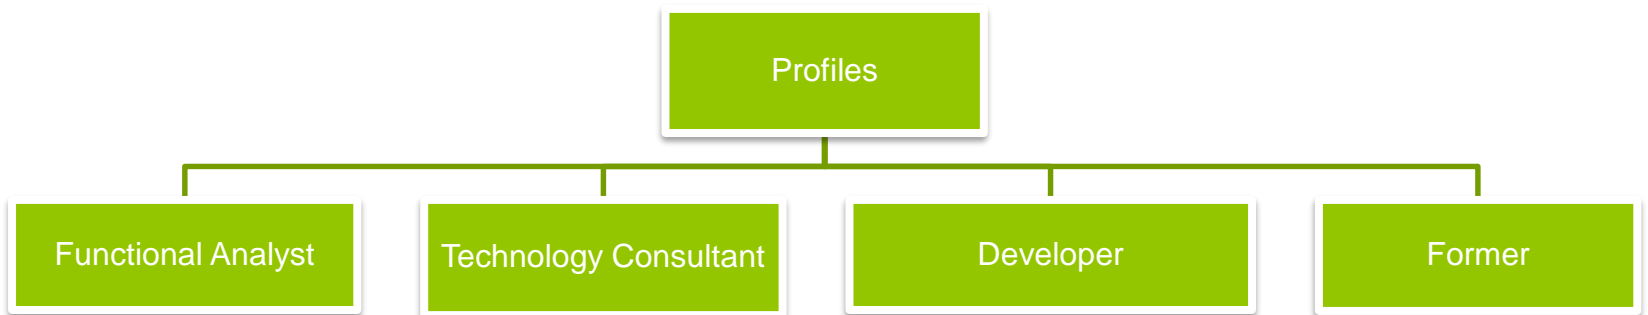 Profiles
Functional Analyst
Technology Consultant
Developer
Former